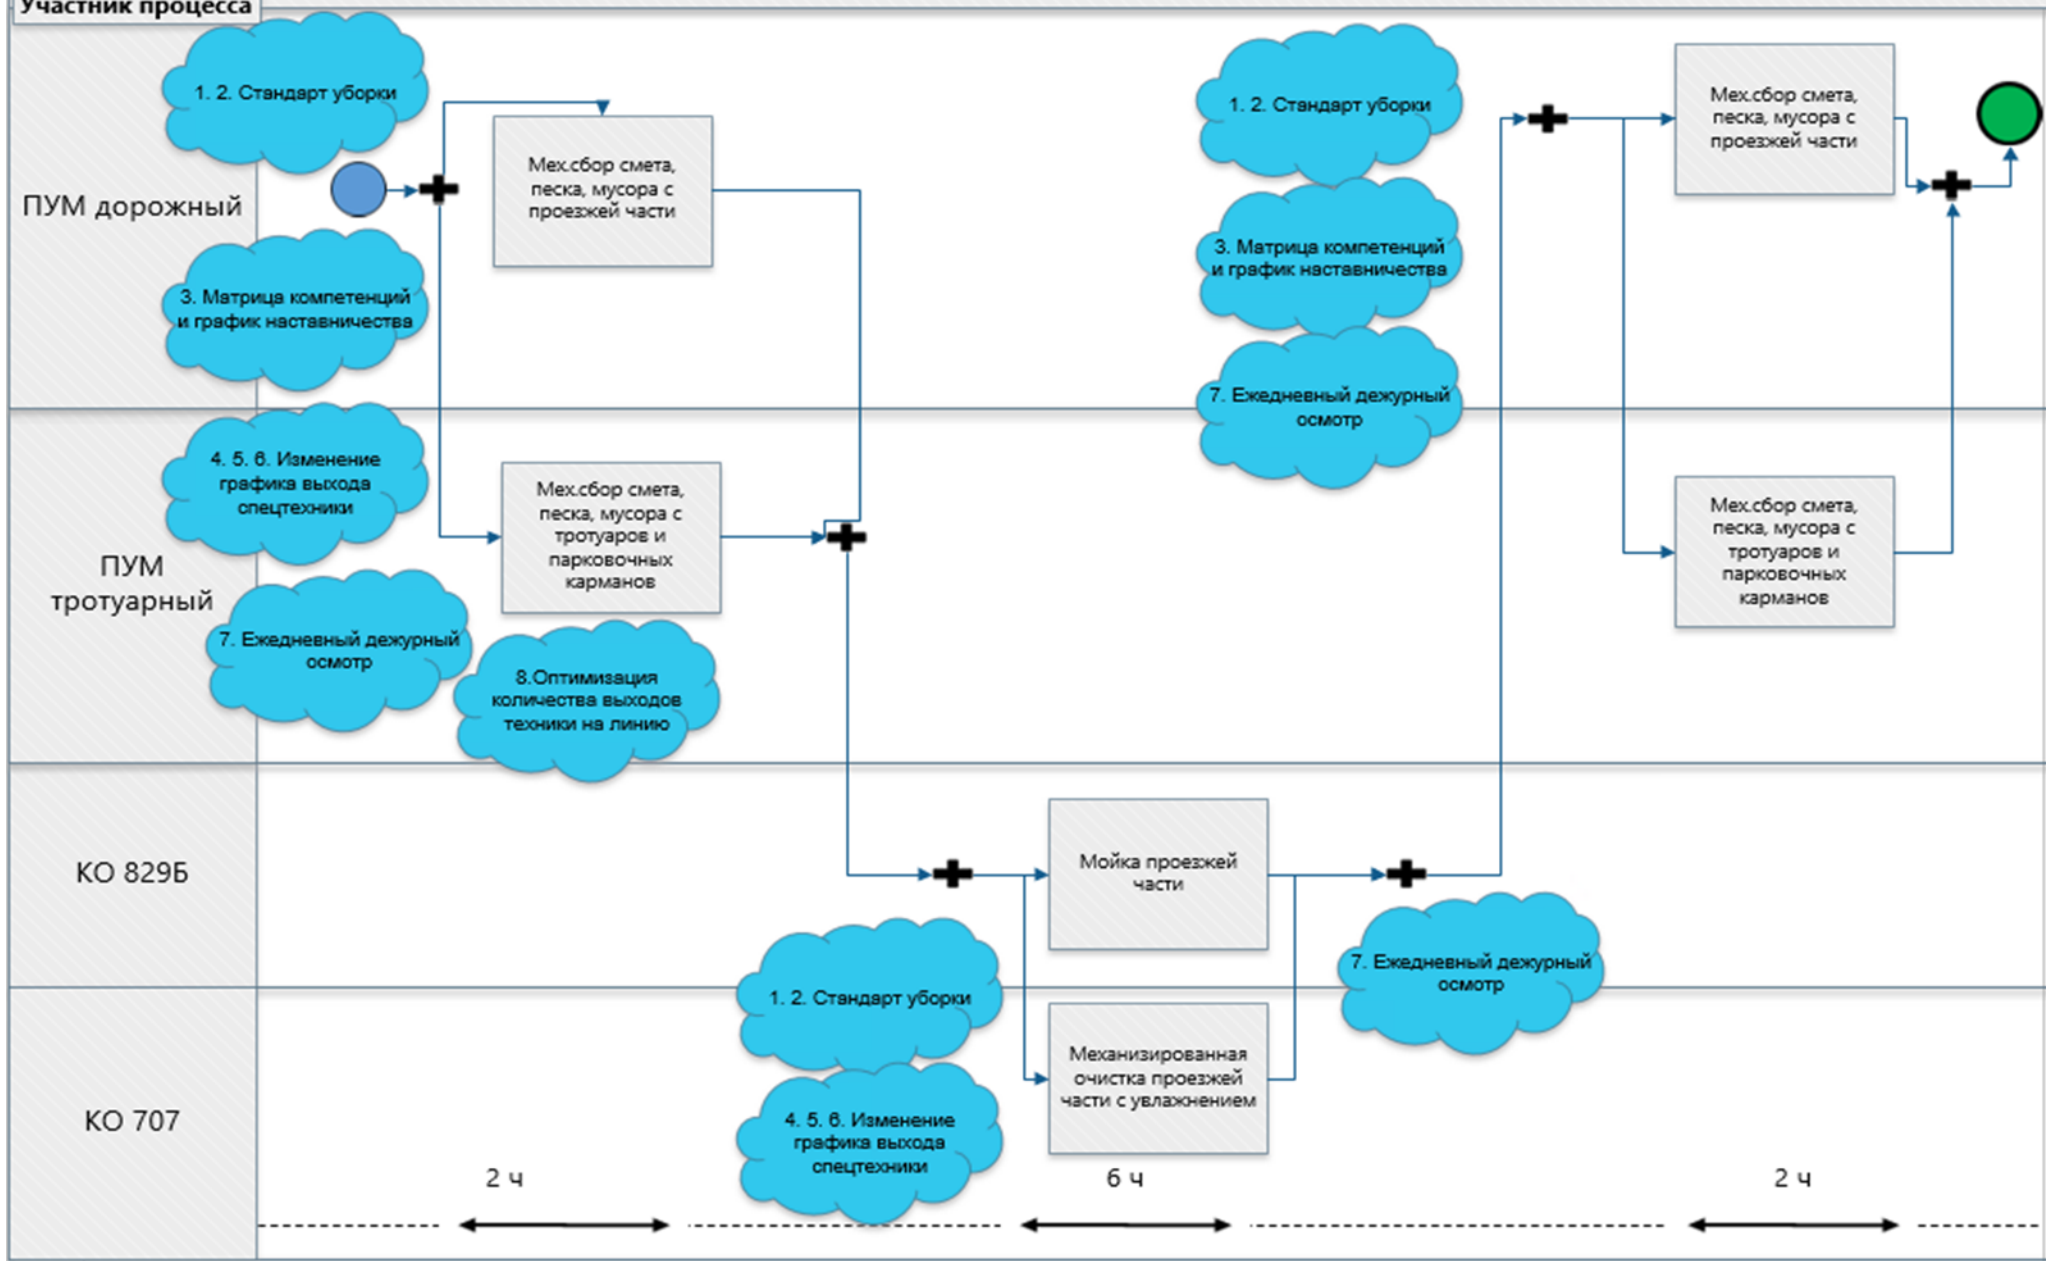 Участник процесса
ПУМ дорожный
1. 2. Стандарт уборки
3. Матрица компетенций
и график наставничества
Мех.сбор смета,
песка, мусора с
проезжей части
1. 2. Стандарт уборки
3. Матрица компетенций
и график наставничества
7. Ежедневный дежурный
осмотр
Мех.сбор смета,
песка, мусора с
проезжей части
ПУМ
тротуарный
4. 5. 6. Изменение
графика выхода
спецтехники
7. Ежедневный дежурный
осмотр
Мех.сбор смета,
песка, мусора с
тротуаров и
парковочных
карманов
8.Оптимизация
количества выходов
техники на линию
Мех.сбор смета,
песка, мусора с
тротуаров и
парковочных
карманов
КО 829Б
Мойка проезжей
части
7. Ежедневный дежурный
осмотр
КО 707
1. 2. Стандарт уборки
4. 5. 6. Изменение
графика выхода
спецтехники
Механизированная
очистка проезжей
части с увлажнением
2 ч
6 ч
2 ч